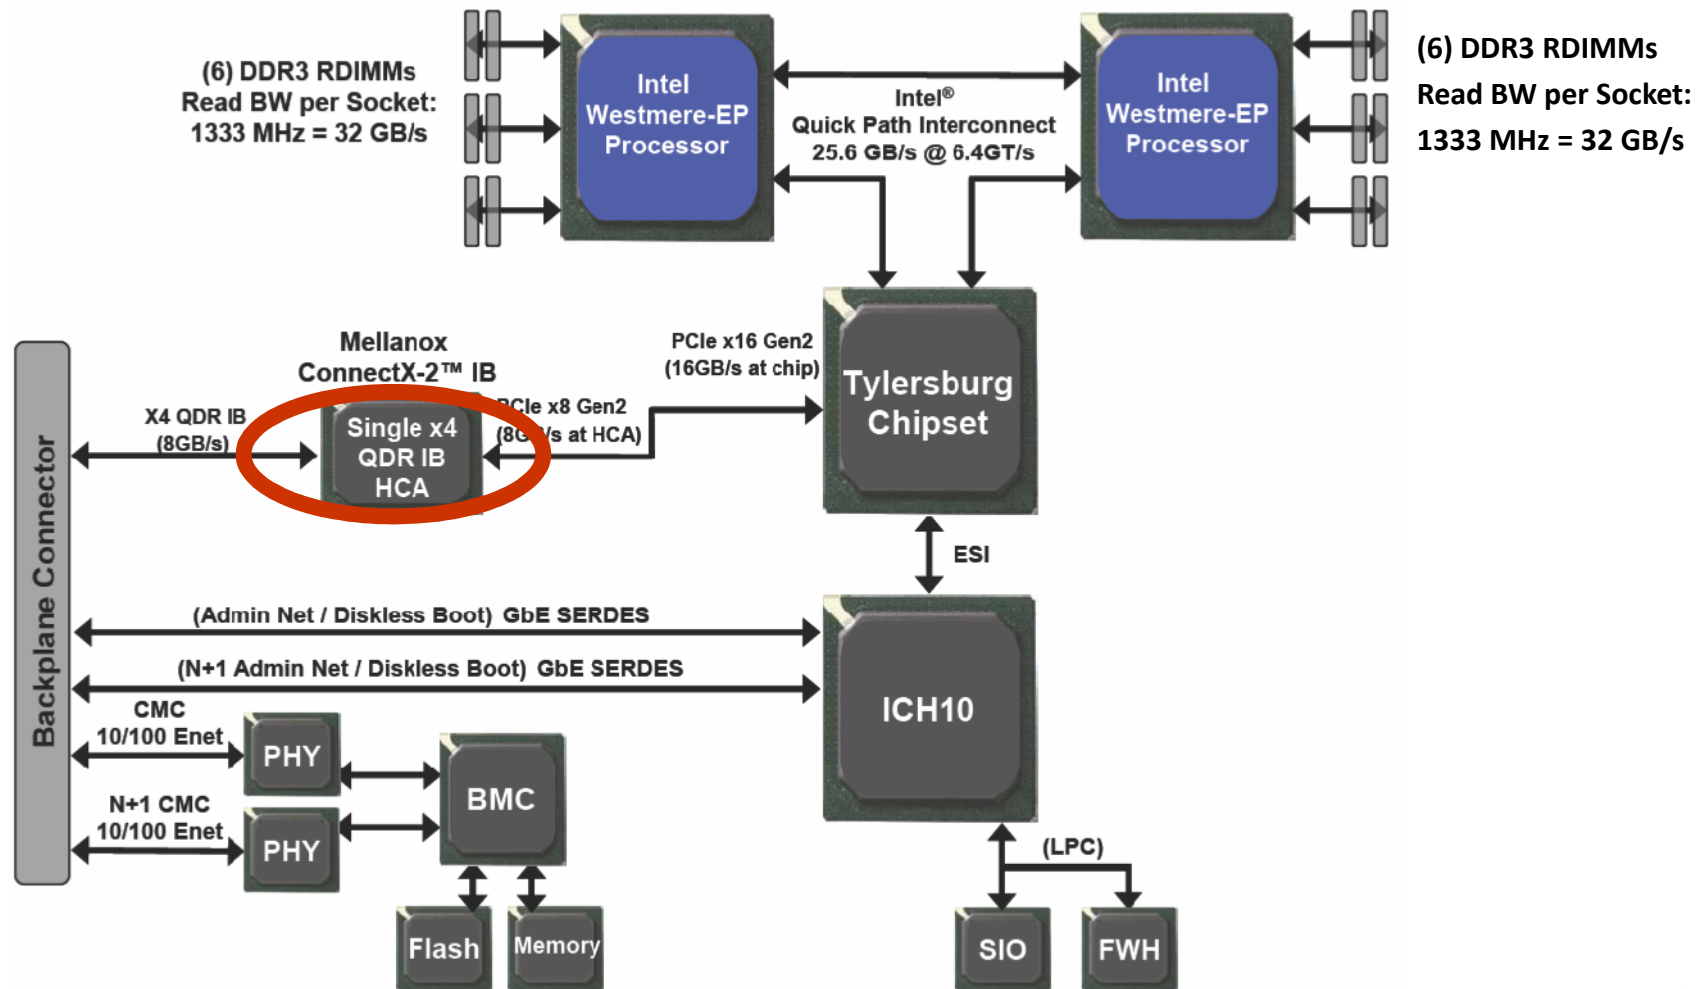 (6) DDR3 RDIMMs
Read BW per Socket:
1333 MHz = 32 GB/s
Intel
Westmere-EP
Processor
Intel®
Quick Path Interconnect
25.6 GB/s @ 6.4GT/s
Intel
Westmere-EP
Processor
(6) DDR3 RDIMMs
Read BW per Socket:
1333 MHz = 32 GB/s
Mellanox
ConnectX-2™ IB
PCIe x16 Gen2
(16GB/s at chip)
Tylersburg
Chipset
X4 QDR IB
(8GB/s)
Single x4
QDR IB
HCA
PCIe x8 Gen2
(8GB/s at HCA)
Backplane Connector
ESI
(Admin Net / Diskless Boot) GbE SERDES
(N+1 Admin Net / Diskless Boot) GbE SERDES
ICH10
CMC
10/100 Enet
PHY
N+1 CMC
10/100 Enet
PHY
BMC
(LPC)
Flash
Memory
SIO
FWH